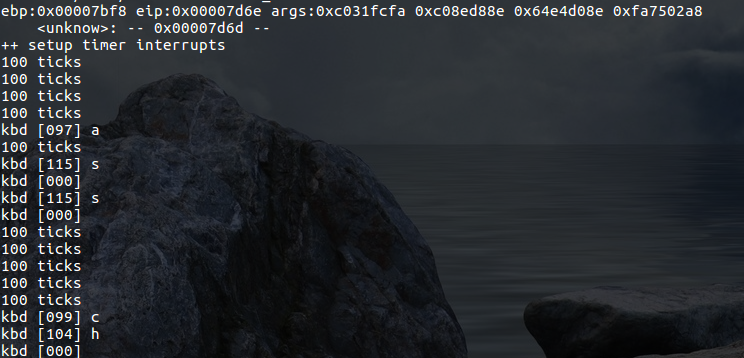 ebp:0x00007bf8 eip:0x00007d6e args:0xc031fcfa 0xc08ed88e 0x64e4d08e 0xfa7502a8
<unknow>: -- 0x00007d6d --
++ setup timer interrupts
100 ticks
100 ticks
100 ticks
100 ticks
kbd [097] a
100 ticks
kbd [115] s
kbd [000]
kbd [115] s
kbd [000]
100 ticks
100 ticks
100 ticks
100 ticks
100 ticks
kbd [099] c
kbd [104] h
kbd [000]